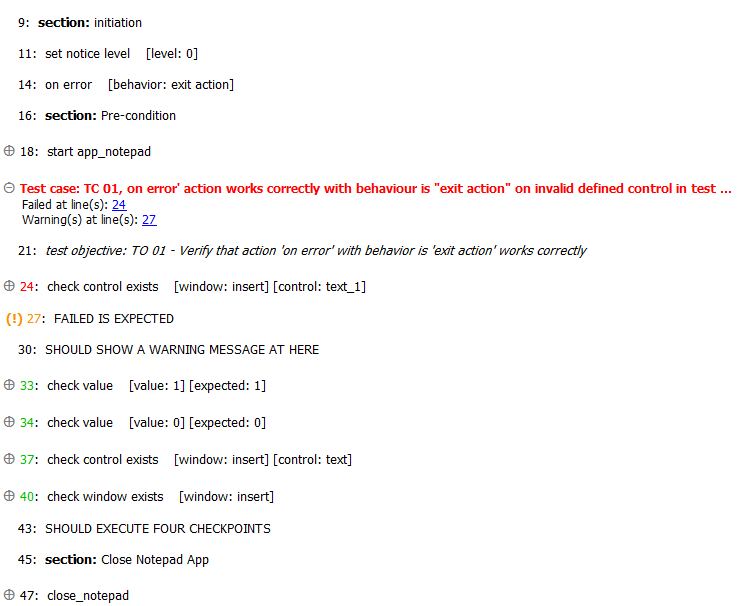 9: section: initiation
11: set notice level [level: 0]
14: on error [behavior: exit action]
16: section: Pre-condition
18: start app_notepad
Test case: TC 01, on error' action works correctly with behaviour is "exit action" on invalid defined control in test ...
Failed at line(s): 24
Warning(s) at line(s): 27
21: test objective: TO 01 - Verify that action 'on error' with behavior is 'exit action' works correctly
24: check control exists [window: insert] [control: text_1]
(!) 27: FAILED IS EXPECTED
30: SHOULD SHOW A WARNING MESSAGE AT HERE
33: check value [value: 1] [expected: 1]
34: check value [value: 0] [expected: 0]
37: check control exists [window: insert] [control: text]
40: check window exists [window: insert]
43: SHOULD EXECUTE FOUR CHECKPOINTS
45: section: Close Notepad App
47: close_notepad